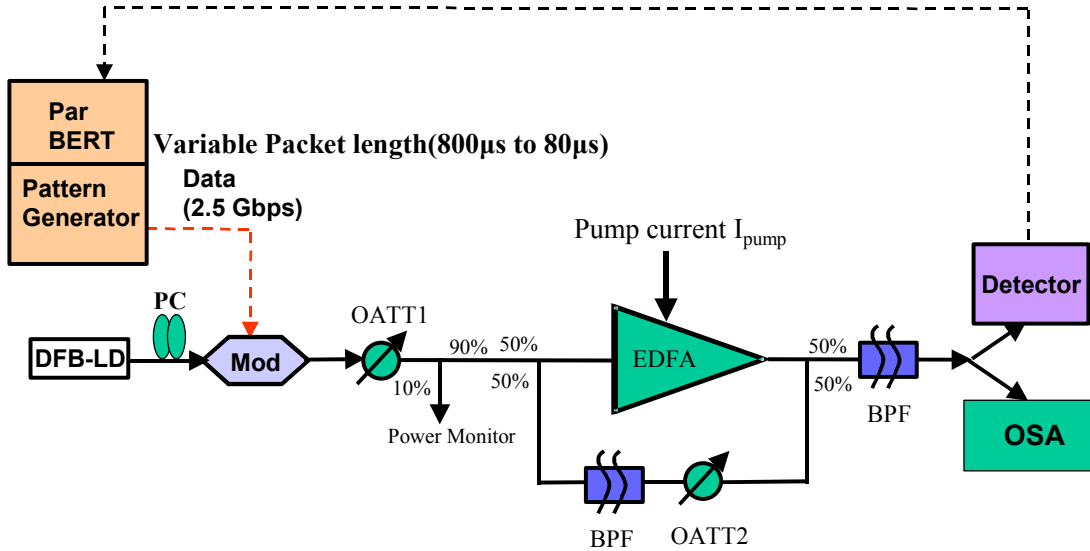 Par
BERT
Pattern
Generator
Variable Packet length(800μs to 80μs)
Data
(2.5 Gbps)
Pump current Ipump
PC
OATT1
DFB-LD
Mod
90%
50%
10%
50%
Power Monitor
EDFA
50%
50%
BPF
Detector
OSA
BPF
OATT2